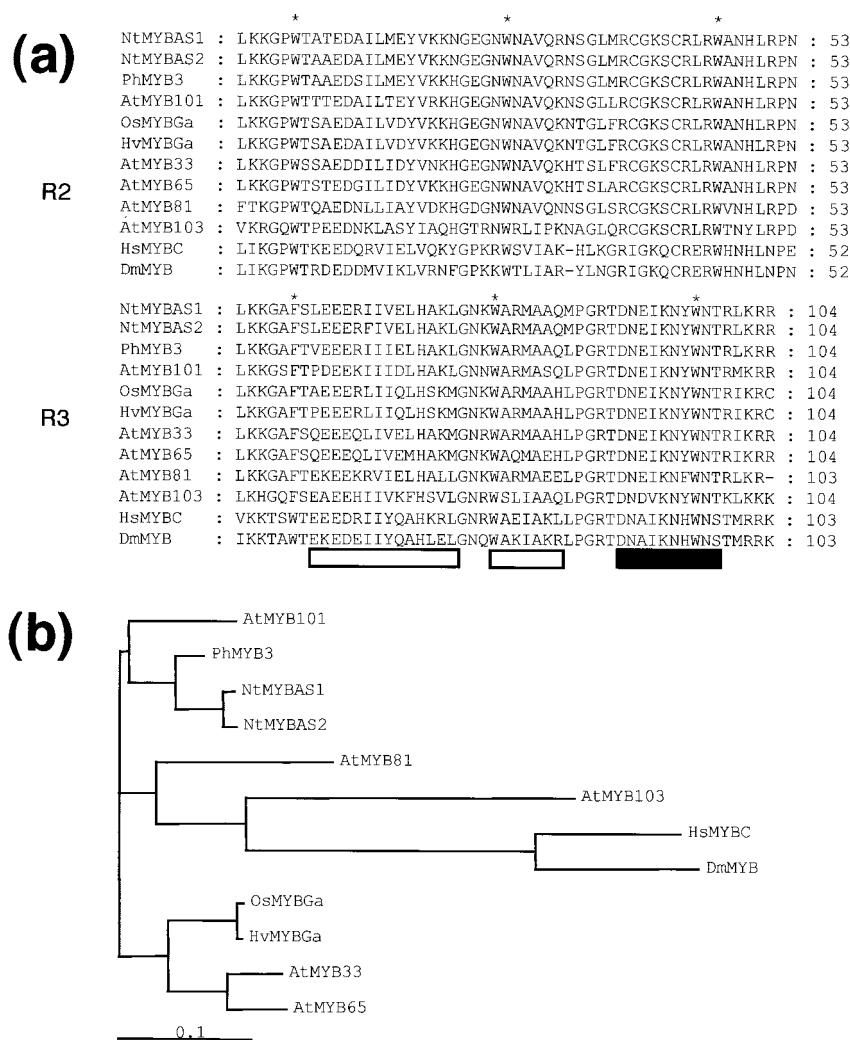 (a)
* * *
NtMYBAS1 : LKKGPWTATEDAILMEYVKKNGEGNWNAVQRNSGLMRCGKSCRLRWANHLRPN : 53
NtMYBAS2 : LKKGPWTAAEDAILMEYVKKNGEGNWNAVQRNSGLMRCGKSCRLRWANHLRPN : 53
PhMYB3 : LKKGPWTAAEDSILMEYVKKHGEGNWNAVQRNSGLMRCGKSCRLRWANHLRPN : 53
AtMYB101 : LKKGPWTTTEDAILTEYVRKHGEGNWNAVQKNSGLLRCGKSCRLRWANHLRPN : 53
OsMYBGa : LKKGPWTSAEDAILVDYVKKHGEGNWNAVQKNTGLFRCGKSCRLRWANHLRPN : 53
HvMYBGa : LKKGPWTSAEDAILVDYVKKHGEGNWNAVQKNTGLFRCGKSCRLRWANHLRPN : 53
AtMYB33 : LKKGPWSSAEDDILIDYVNKHGEGNWNAVQKHTSLFRCGKSCRLRWANHLRPN : 53
R2
AtMYB65 : LKKGPWTSTEDGILIDYVKKHGEGNWNAVQKHTSLARCGKSCRLRWANHLRPN : 53
AtMYB81 : FTKGPWTQAEDNLLIAYVDKHGDGNWNAVQNNSGLSRCGKSCRLRWVNHLRPD : 53
AtMYB103 : VKRGQWTPEEDNKLASYIAQHGTRNWRLIPKNAGLQRCGKSCRLRWTNYLRPD : 53
HsMYBC : LIKGPWTKEEDQRVIELVQKYGPKRWSVIAK-HLKGRIGKQCRERWHNHLNPE : 52
DmMYB : LIKGPWTRDEDDMVIKLVRNFGPKKWTLIAR-YLNGRIGKQCRERWHNHLNPN : 52
* * *
NtMYBAS1 : LKKGAFSLEEERIIVELHAKLGNKWARMAAQMPGRTDNEIKNYWNTRLKRR : 104
NtMYBAS2 : LKKGAFSLEEERFIVELHAKLGNKWARMAAQMPGRTDNEIKNYWNTRLKRR : 104
PhMYB3 : LKKGAFTVEEERIIIELHAKLGNKWARMAAQLPGRTDNEIKNYWNTRLKRR : 104
AtMYB101 : LKKGSFTPDEEKIIIDLHAKLGNNWARMASQLPGRTDNEIKNYWNTRMKRR : 104
OsMYBGa : LKKGAFTAEEERLIIQLHSKMGNKWARMAAHLPGRTDNEIKNYWNTRIKRC : 104
HvMYBGa : LKKGAFTPEEERLIIQLHSKMGNKWARMAAHLPGRTDNEIKNYWNTRIKRC : 104
R3
AtMYB33 : LKKGAFSQEEEQLIVELHAKMGNRWARMAAHLPGRTDNEIKNYWNTRIKRR : 104
AtMYB65 : LKKGAFSQEEEQLIVEMHAKMGNKWAQMAEHLPGRTDNEIKNYWNTRIKRR : 104
AtMYB81 : LKKGAFTEKEEKRVIELHALLGNKWARMAEELPGRTDNEIKNFWNTRLKR- : 103
AtMYB103 : LKHGQFSEAEEHIIVKFHSVLGNRWSLIAAQLPGRTDNDVKNYWNTKLKKK : 104
HsMYBC : VKKTSWTEEEDRIIYQAHKRLGNRWAEIAKLLPGRTDNAIKNHWNSTMRRK : 103
DmMYB : IKKTAWTEKEDEIIYQAHLELGNQWAKIAKRLPGRTDNAIKNHWNSTMRRK : 103
(b)
AtMYB101
PhMYB3
NtMYBAS1
NtMYBAS2
AtMYB81
AtMYB103
HsMYBC
DmMYB
OsMYBGa
HvMYBGa
AtMYB33
AtMYB65
0.1